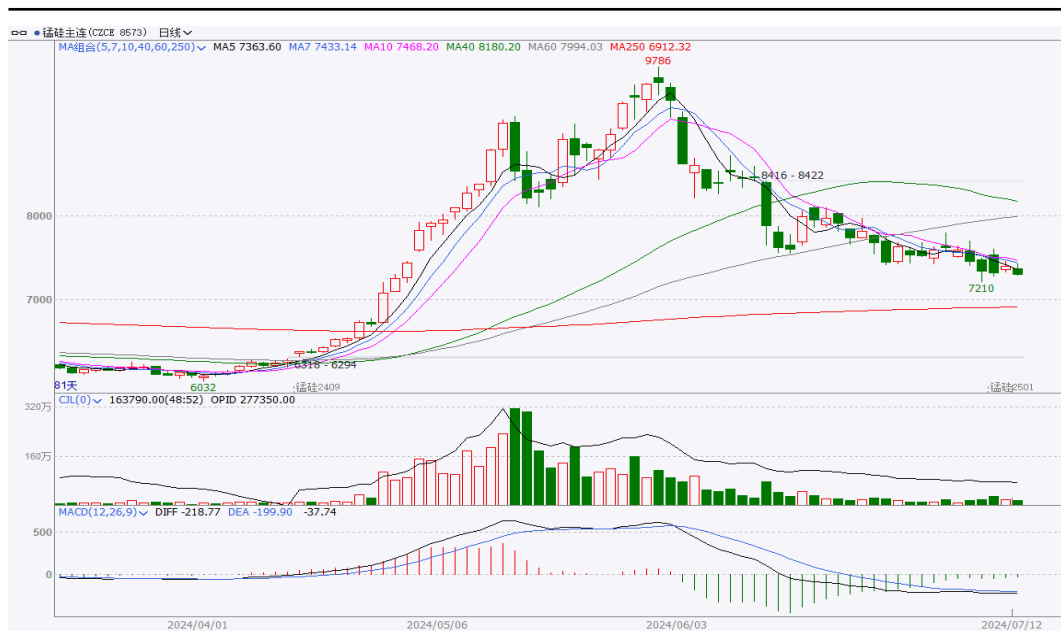 锰硅主连(CZCE 8573) 日线
MA组合(5,7,10,40,60,250) MA5 7363.60 MA7 7433.14 MA10 7468.20 MA40 8180.20 MA60 7994.03 MA250 6912.32
9786
8416 - 8422
8000
7210
7000
6318 - 6294
81天
6032
锰硅2409
锰硅2501
CJL(0) 163790.00(48:52) OPID 277350.00
320万
160万
MACD(12,26,9) DIFF -218.77 DEA -199.90 -37.74
500
0
2024/04/01 2024/05/06 2024/06/03 2024/07/12